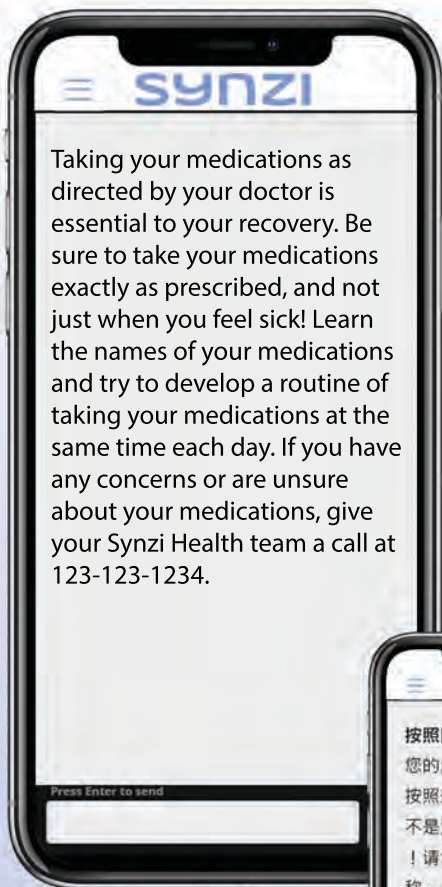 SYNZI
Taking your medications as
directed by your doctor is
essential to your recovery. Be
sure to take your medications
exactly as prescribed, and not
just when you feel sick! Learn
the names of your medications
and try to develop a routine of
taking your medications at the
same time each day. If you have
any concerns or are unsure
about your medications, give
your Synzi Health team a call at
123-123-1234.
Press Enter to send
按照
您的
按照
不是
！请